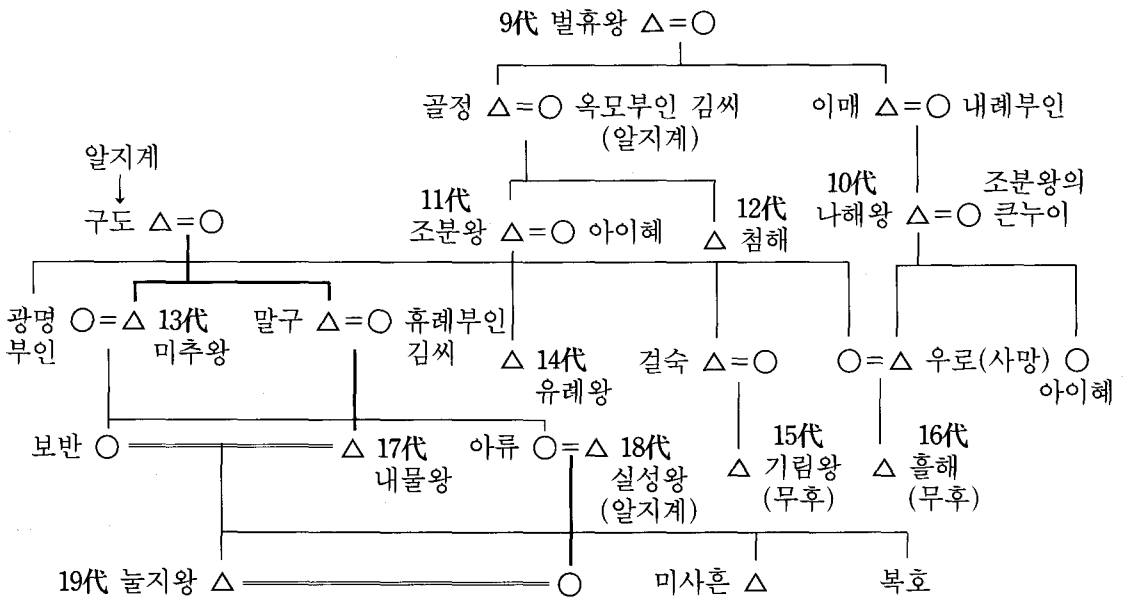 9代 벌휴왕 △=○
골정 △=○ 옥모부인 김씨 이매 △=○ 내례부인
(알지계)
알지계
↓
구도 △=○
11代 12代 10代 조분왕의
조분왕 △=○ 아이혜 △ 첨해 나해왕 △=○ 큰누이
광명 ○=△ 13代 말구 △=○ 휴례부인
부인 미추왕 김씨
△ 14代 걸숙 △=○ ○=△ 우로(사망) ○
유례왕 아이혜
보반 ○ △ 17代 아류 ○=△ 18代 △ 15代 △ 16代
내물왕 실성왕 기림왕 흘해
(알지계) (무후) (무후)
19代 눌지왕 △ ○ 미사흔 △ 복호